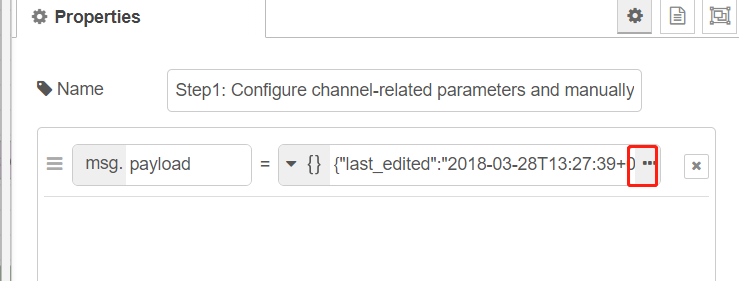 Properties
Name
Step1: Configure channel-related parameters and manually
msg. payload = {} {"last_edited":"2018-03-28T13:27:39+0 ...